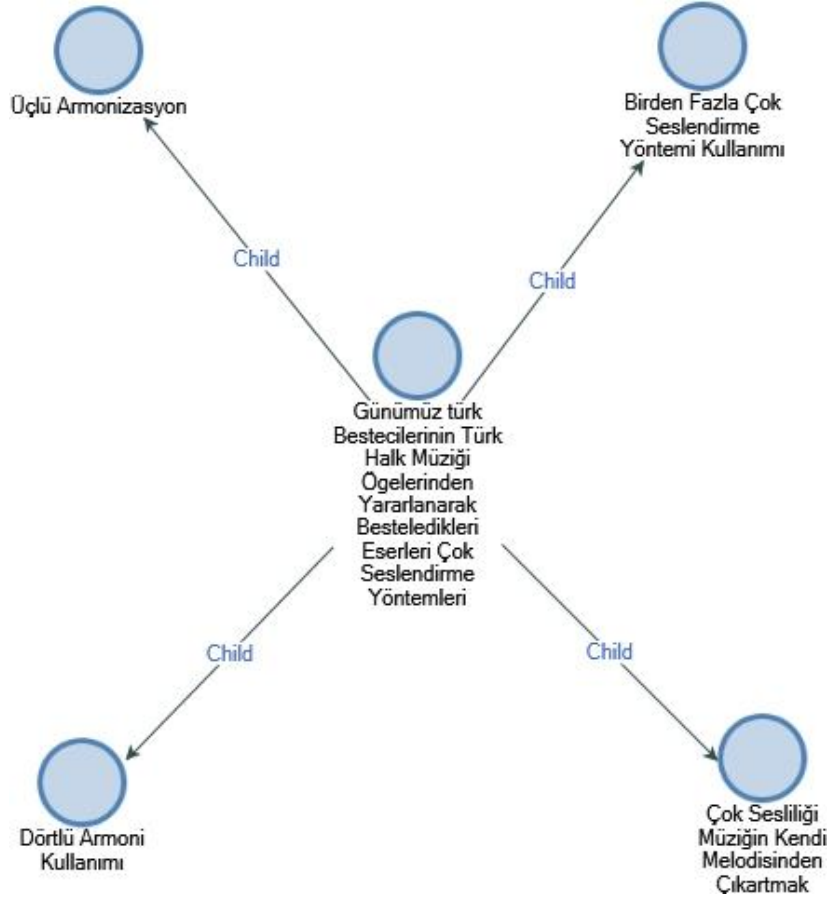 Üçlü Armonizasyon
Birden Fazla Çok
Seslendirme
Yöntemi Kullanımı
Child
Child
Günümüz türk
Bestecilerinin Türk
Halk Müziği
Ögelerinden
Yararlanarak
Besteledikleri
Eserleri Çok
Seslendirme
Yöntemleri
Child
Child
Dörtlü Armoni
Kullanımı
Çok Sesliliği
Müziğin Kendi
Melodisinden
Çıkartmak